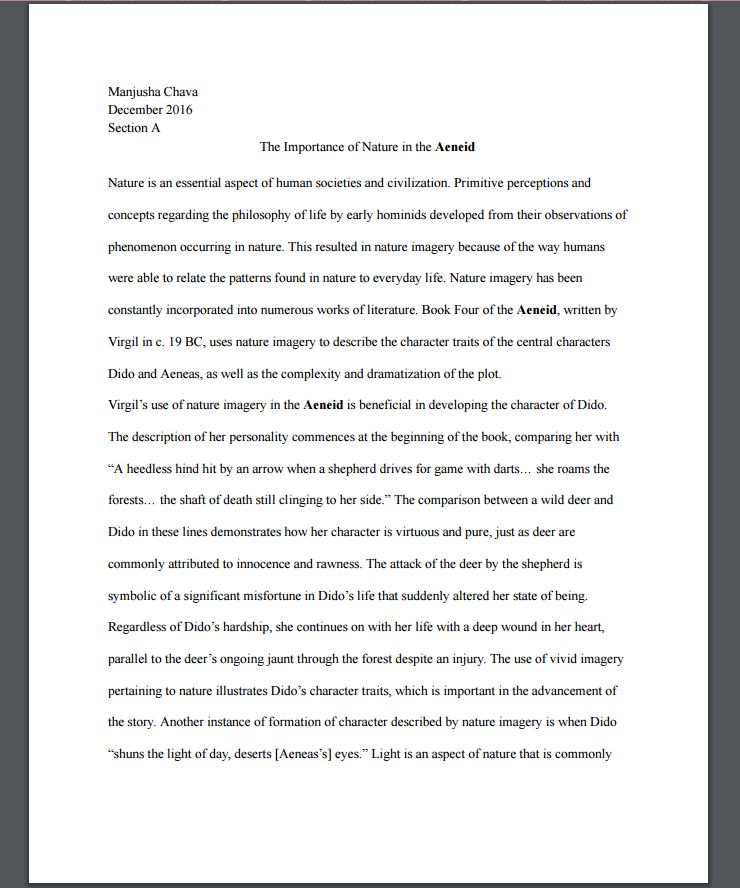 Manjusha Chava
December 2016
Section A
The Importance of Nature in the Aeneid
Nature is an essential aspect of human societies and civilization. Primitive perceptions and
concepts regarding the philosophy of life by early hominids developed from their observations of
phenomenon occurring in nature. This resulted in nature imagery because of the way humans
were able to relate the patterns found in nature to everyday life. Nature imagery has been
constantly incorporated into numerous works of literature. Book Four of the Aeneid, written by
Virgil in c. 19 BC, uses nature imagery to describe the character traits of the central characters
Dido and Aeneas, as well as the complexity and dramatization of the plot.
Virgil’s use of nature imagery in the Aeneid is beneficial in developing the character of Dido.
The description of her personality commences at the beginning of the book, comparing her with
“A heedless hind hit by an arrow when a shepherd drives for game with darts… she roams the
forests… the shaft of death still clinging to her side.” The comparison between a wild deer and
Dido in these lines demonstrates how her character is virtuous and pure, just as deer are
commonly attributed to innocence and rawness. The attack of the deer by the shepherd is
symbolic of a significant misfortune in Dido’s life that suddenly altered her state of being.
Regardless of Dido’s hardship, she continues on with her life with a deep wound in her heart,
parallel to the deer’s ongoing jaunt through the forest despite an injury. The use of vivid imagery
pertaining to nature illustrates Dido’s character traits, which is important in the advancement of
the story. Another instance of formation of character described by nature imagery is when Dido
“shuns the light of day, deserts [Aeneas’s] eyes.” Light is an aspect of nature that is commonly